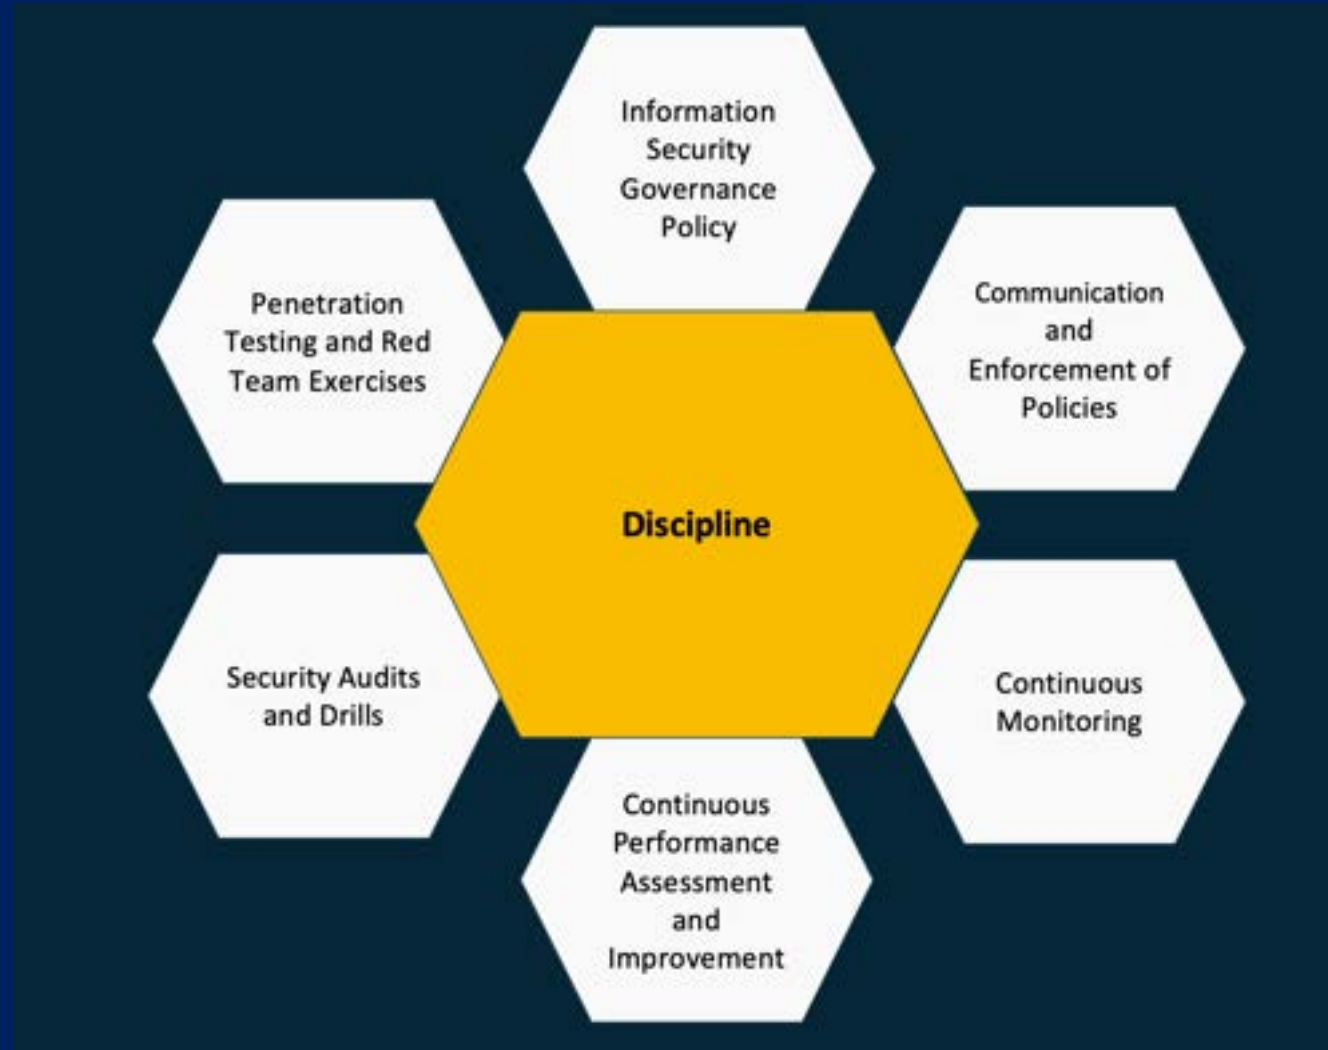 Information
Security
Governance
Policy
Penetration
Testing and Red
Team Exercises
Communication
and
Enforcement of
Policies
Discipline
Security Audits
and Drills
Continuous
Monitoring
Continuous
Performance
Assessment
and
Improvement